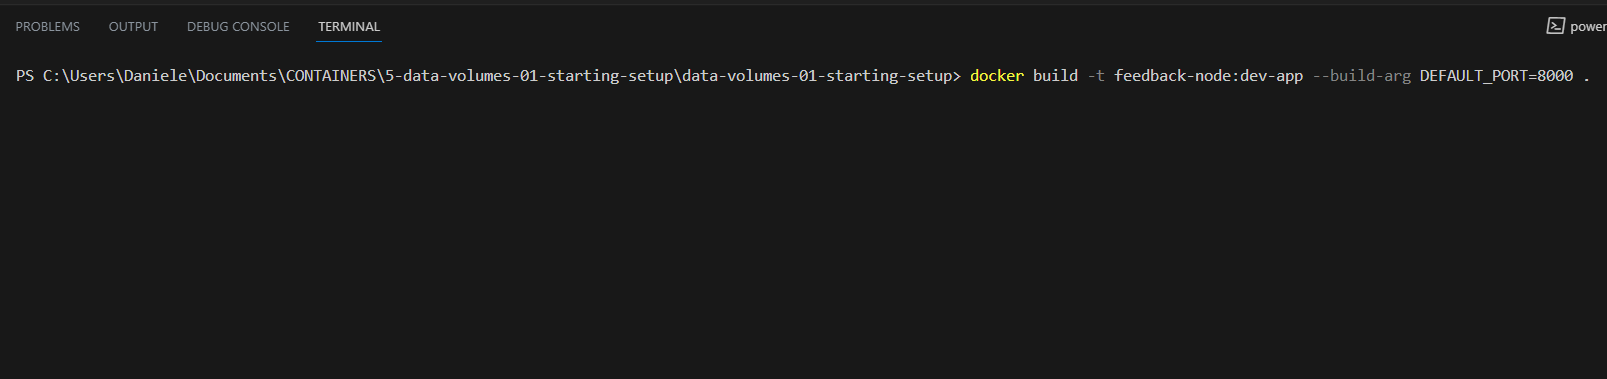 PROBLEMS OUTPUT DEBUG CONSOLE TERMINAL power
PS C:\Users\Daniele\Documents\CONTAINERS\5-data-volumes-01-starting-setup\data-volumes-01-starting-setup> docker build -t feedback-node:dev-app --build-arg DEFAULT_PORT=8000 .